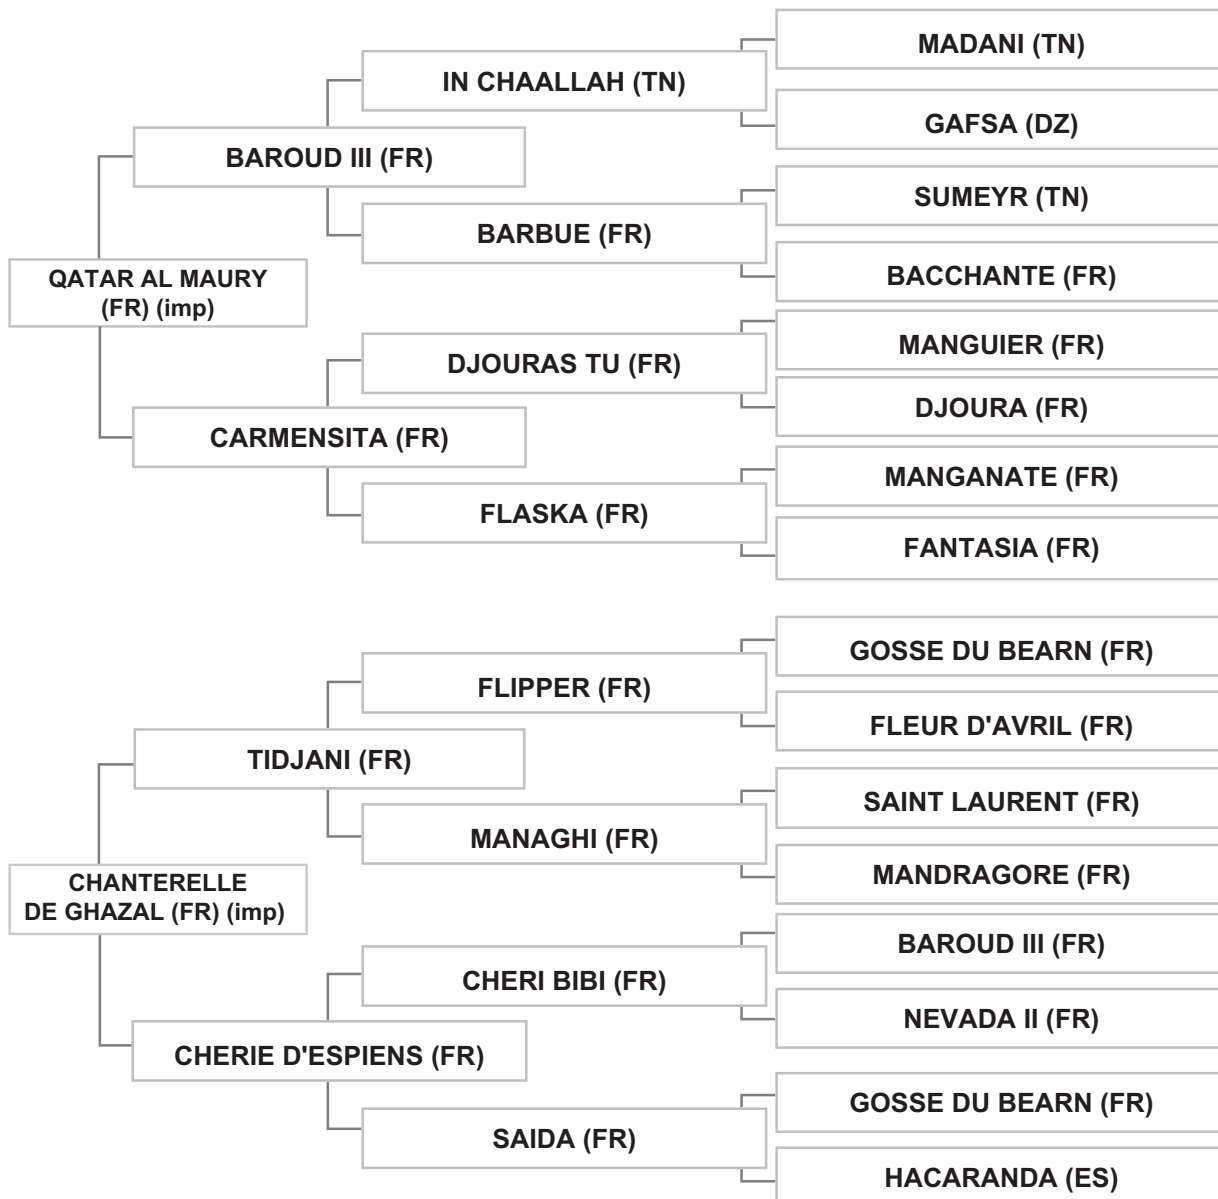 MADANI (TN)
IN CHAALLAH (TN)
GAFSA (DZ)
BAROUD III (FR)
SUMEYR (TN)
BARBUE (FR)
BACCHANTE (FR)
QATAR AL MAURY
(FR) (imp)
MANGUIER (FR)
DJOURAS TU (FR)
DJOURA (FR)
CARMENSITA (FR)
MANGANATE (FR)
FLASKA (FR)
FANTASIA (FR)
GOSSE DU BEARN (FR)
FLIPPER (FR)
FLEUR D'AVRIL (FR)
TIDJANI (FR)
SAINT LAURENT (FR)
MANAGHI (FR)
MANDRAGORE (FR)
CHANTERELLE
DE GHAZAL (FR) (imp)
BAROUD III (FR)
CHERI BIBI (FR)
NEVADA II (FR)
CHERIE D'ESPIENS (FR)
GOSSE DU BEARN (FR)
SAIDA (FR)
HACARANDA (ES)